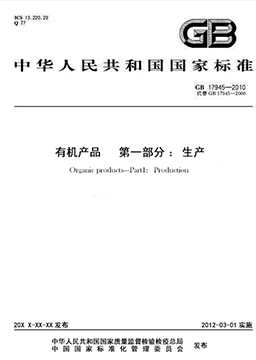 ICS 13.220.20
Q 77
GB
中华人民共和国国家标准
GB 17945—2010
代替 GB 17945—2000
有机产品 第一部分：生产
Organic products—Part1: Production
20X X-XX-XX 发布
2012-03-01 实施
中华人民共和国国家质量监督检验检疫总局
中国国家标准化管理委员会
发布